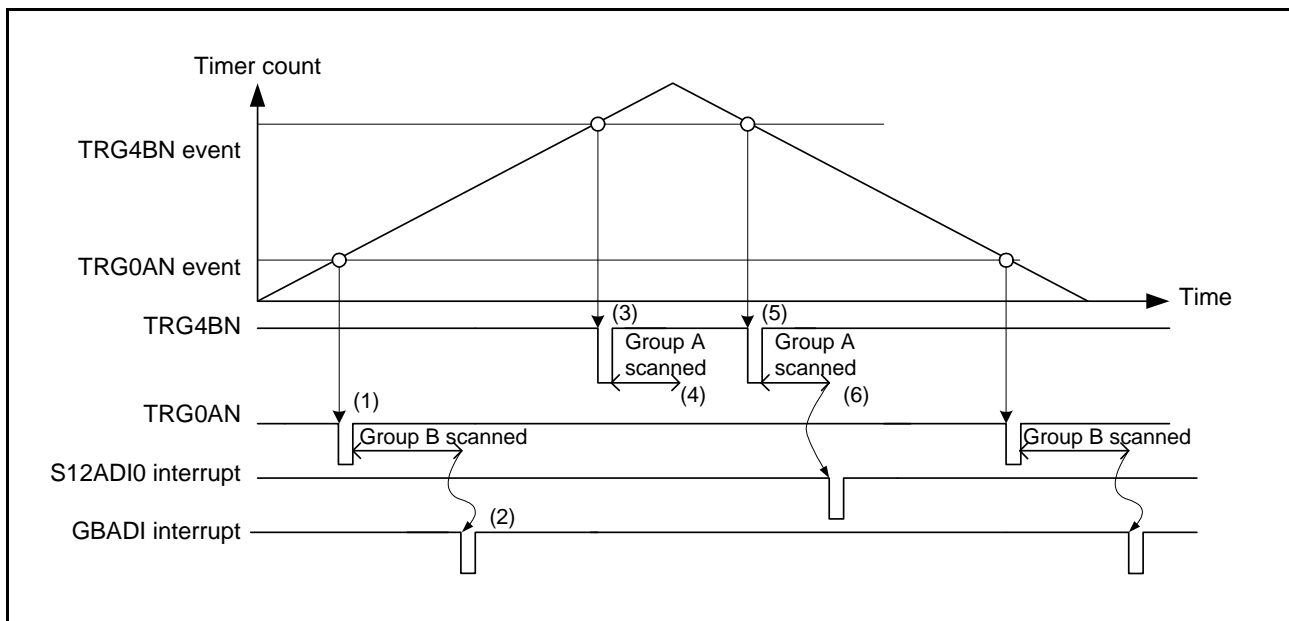 Timer count
TRG4BN event
TRG0AN event
Time
TRG4BN
(3)
(5)
Group A
scanned
Group A
scanned
(4)
(6)
TRG0AN
(1)
Group B scanned
Group B scanned
S12ADI0 interrupt
(2)
GBADI interrupt